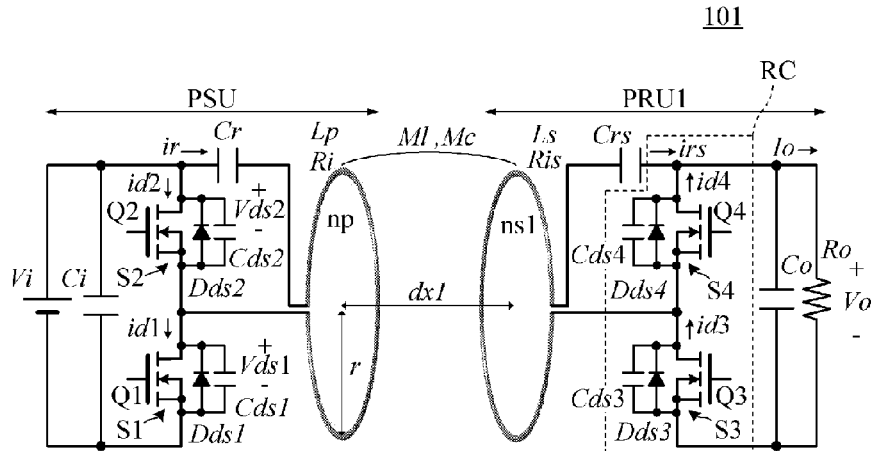 101
RC
PSU
PRU1
ir Cr
Lp
Ri
Ml ,Mc
Ls
Ris
Crs
irs
Io
id2
Q2
+
Vds2
-
Cds2
S2
Dds2
np
ns1
id4
Q4
Cds4
S4
Dds4
Vi
Ci
dx1
Co
Ro
+
Vo
-
id1
Q1
+
Vds1
-
Cds1
S1
Dds1
r
id3
Q3
Cds3
S3
Dds3